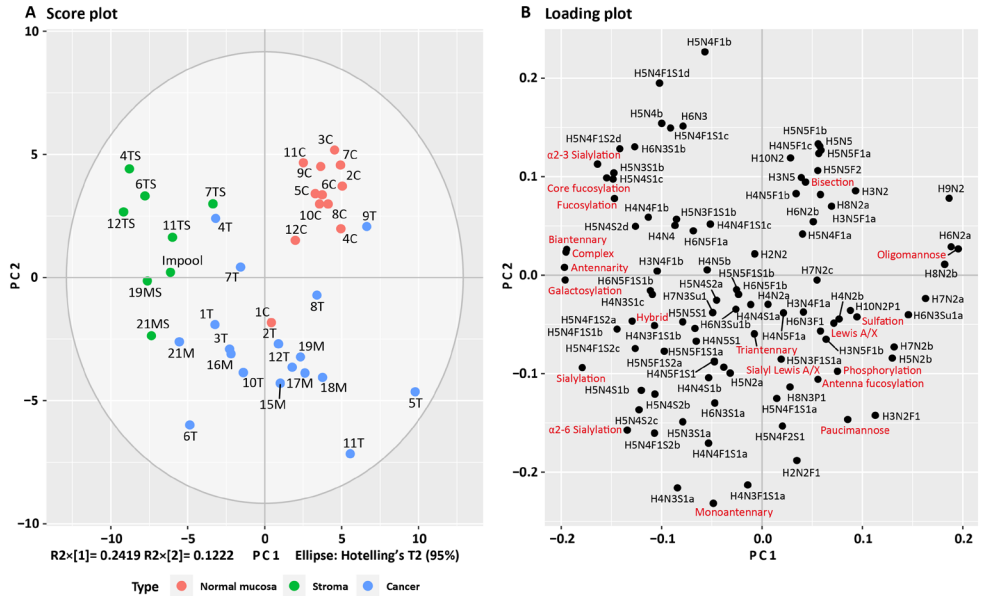 A Score plot
10
3C
11C
7C
9C
4TS
2C
6TS
6C
5C
7TS
10C
8C
12TS
9T
4T
11TS
12C
4C
Impool
7T
19MS
8T
1C
21MS
1T
2T
3T
19M
12T
21M
16M
10T
17M
18M
15M
5T
6T
11T
5
0
−5
−10
−10
−5
0
5
10
PC 2
R2×[1]= 0.2419 R2×[2]= 0.1222
PC 1
Ellipse: Hotelling's T2 (95%)
Type
Normal mucosa
Stroma
Cancer
B Loading plot
H5N4F1b
H5N4F1S1d
0.2
H5N4b
H6N3
H5N4F1S1c
H5N5F1b
H5N4F1S2d
H6N3S1b
H4N5F1c
H5N5
H5N5F1a
α2-3 Sialylation
H10N2
H5N3S1b
H5N4S1c
H5N5F2
H3N5
Bisection
0.1
Core fucosylation
H4N5F1b
H3N2
H9N2
Fucosylation
H8N2a
H4N4F1b
H5N3F1S1b
H6N2b
H3N5F1a
H5N4S2d
H4N4F1S1c
H4N4
H6N5F1a
H5N4F1a
H6N2a
Biantennary
Complex
H2N2
Oligomannose
Antennarity
H3N4F1b
H4N5b
H8N2b
0.0
H5N5F1S1b
H7N2c
Galactosylation
H6N5F1S1b
H5N4S2a
H6N5F1b
H7N3Su1
H4N2a
H4N2b
H7N2a
H4N3S1c
H3N4F1a
H10N2P1
H5N5S1
H4N4S1a
H6N3Su1a
H5N4F1S2a
Hybrid
H6N3Su1b
H6N3F1
Sulfation
H5N4F1S1b
H4N3F1S1b
H4N5S1
H4N5F1a
Lewis A/X
H5N4F1S2c
H5N5F1S1a
Triantennary
H3N5F1b
H7N2b
H5N5F1S2a
H5N3F1S1a
H5N2b
Sialylation
H4N5F1S1
Sialyl Lewis A/X
Phosphorylation
−0.1
H5N4S1b
H4N4S1b
H5N2a
Antenna fucosylation
H8N3P1
H5N4S2b
H6N3S1a
H5N4F1S1a
H3N2F1
H5N4S2c
α2-6 Sialylation
H5N3S1a
H5N4F2S1
Paucimannose
H5N4F1S2b
H4N4F1S1a
H2N2F1
−0.2
H4N3S1a
H4N3F1S1a
Monoantennary
−0.2
−0.1
0.0
0.1
0.2
PC 2
PC 1